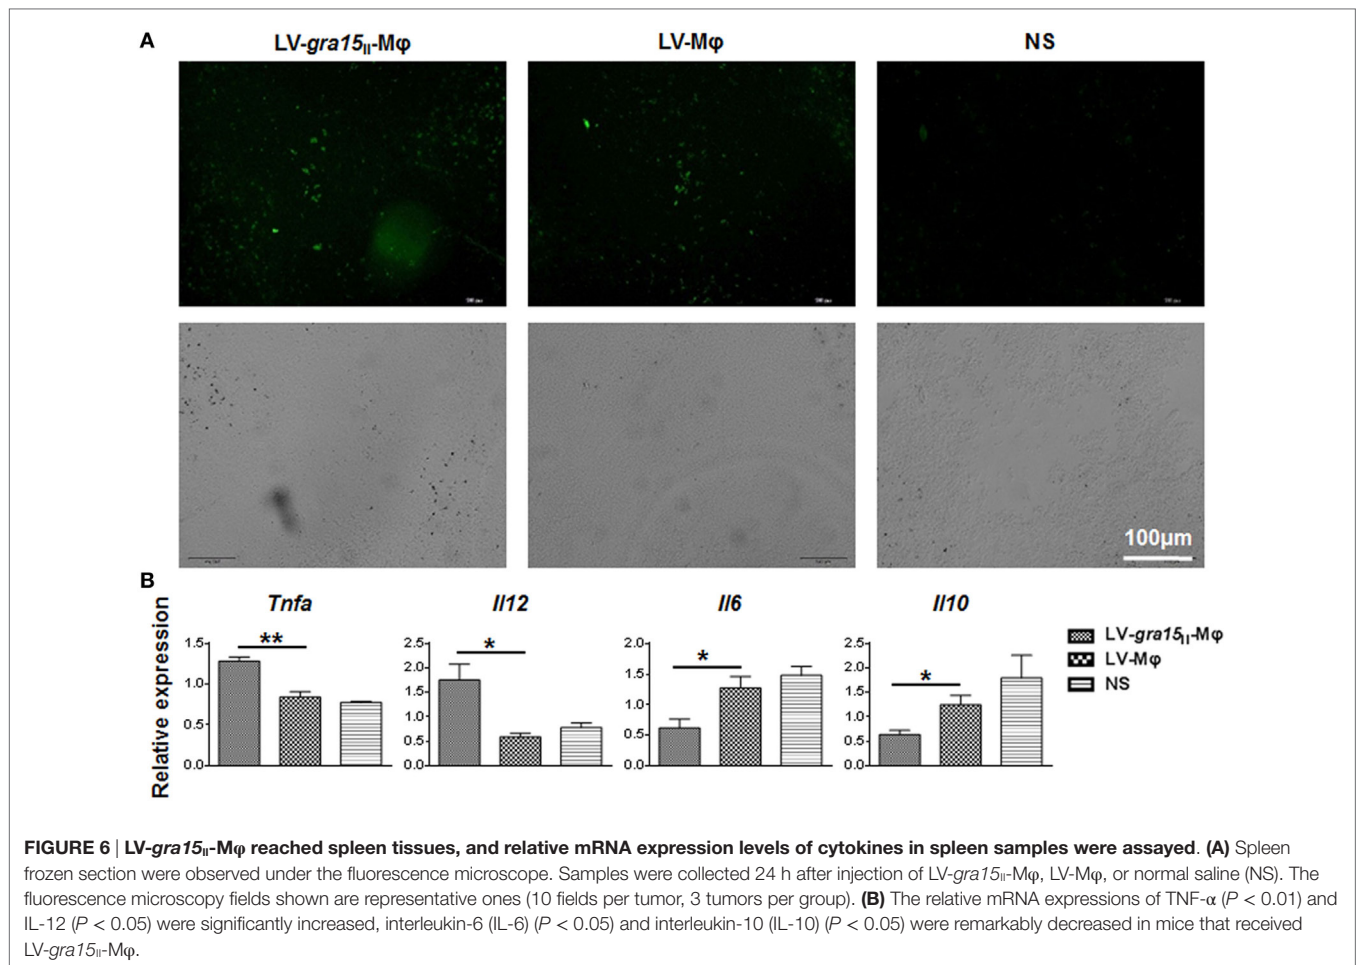 A
LV-gra15II-Mφ
LV-Mφ
NS
100μm
B
Relative expression
Tnfa
1.5
1.0
0.5
0.0
**
Il12
2.5
2.0
1.5
1.0
0.5
0.0
*
Il6
2.0
1.5
1.0
0.5
0.0
*
Il10
2.5
2.0
1.5
1.0
0.5
0.0
*
LV-gra15II-Mφ
LV-Mφ
NS
FIGURE 6 | LV-gra15II-Mφ reached spleen tissues, and relative mRNA expression levels of cytokines in spleen samples were assayed. (A) Spleen
frozen section were observed under the fluorescence microscope. Samples were collected 24 h after injection of LV-gra15II-Mφ, LV-Mφ, or normal saline (NS). The
fluorescence microscopy fields shown are representative ones (10 fields per tumor, 3 tumors per group). (B) The relative mRNA expressions of TNF-α (P < 0.01) and
IL-12 (P < 0.05) were significantly increased, interleukin-6 (IL-6) (P < 0.05) and interleukin-10 (IL-10) (P < 0.05) were remarkably decreased in mice that received
LV-gra15II-Mφ.